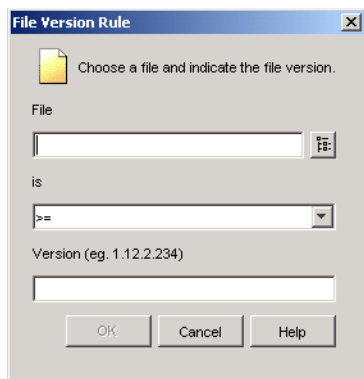 File Version Rule
Choose a file and indicate the file version.
File
is
>=
Version (eg. 1.12.2.234)
OK Cancel Help